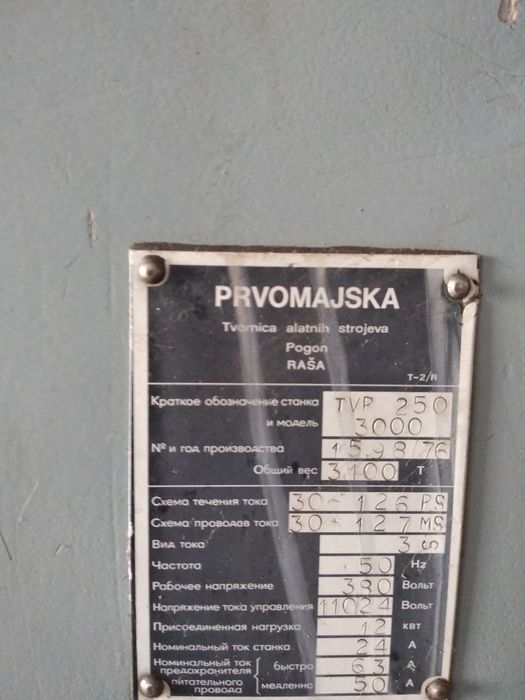 PRVOMAJSKA
Tvornica alatnih strojeva
Pogon
RAŠA
T-2/R
Краткое обозначение станка TVP 250
и модель 3000
№ и год производства 15.98/76
Общий вес 3.100 Т
Схема течения тока 30-126 PS
Схема проводов тока 30-127 MS
Вид тока 3 S
Частота 50 Hz
Рабочее напряжение 380 Вольт
Напряжение тока управления 110 24 Вольт
Присоединенная нагрузка 12 квт
Номинальный ток станка 24 А
Номинальный ток предохранителя быстро 63 А
питательного провода медленно 50 А